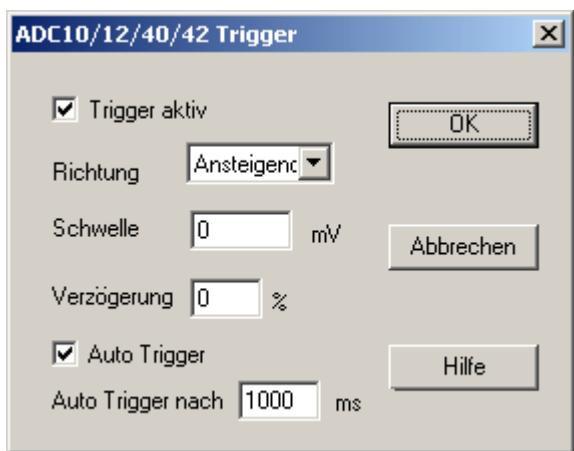 ADC10/12/40/42 Trigger
Trigger aktiv
OK
Richtung
Ansteigend
Schwelle
0
mV
Abbrechen
Verzögerung
0
%
Auto Trigger
Hilfe
Auto Trigger nach
1000
ms